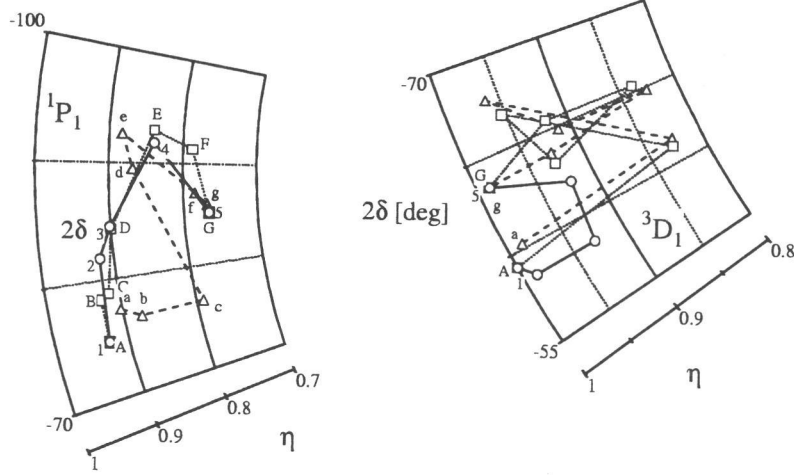 -100
¹P₁
e
E
4
F
d
2δ
3
D
f
g
5
G
2
B
C
a
b
c
1
A
-70
1
0.9
0.8
0.7
η
-70
G
5
g
2δ [deg]
a
³D₁
A
1
-55
1
0.9
0.8
η